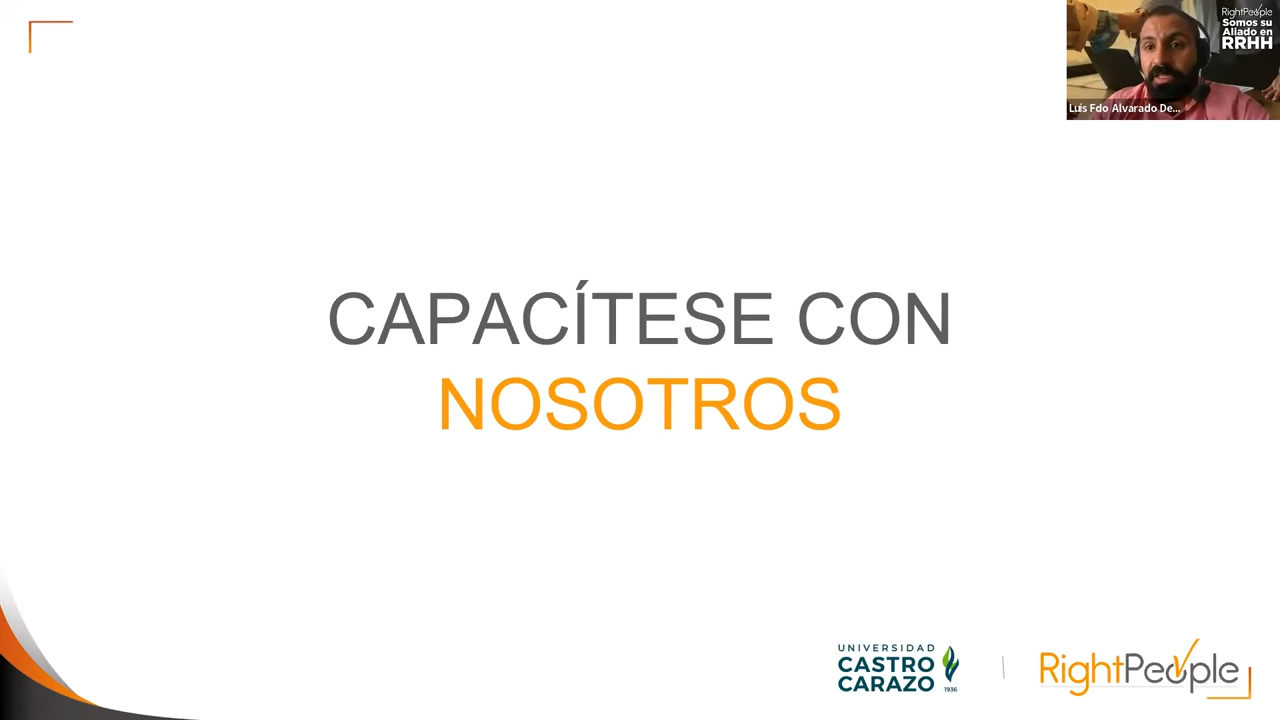 RightPeople
Somos su
Aliado en
RRHH
Luis Fdo Alvarado De...
CAPACÍTESE CON
NOSOTROS
UNIVERSIDAD
CASTRO
CARAZO
1936
RightPeople